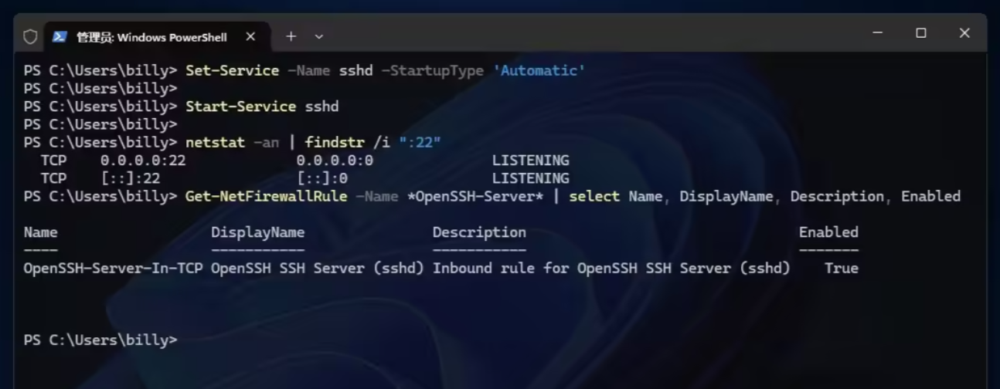 管理员: Windows PowerShell
PS C:\Users\billy> Set-Service -Name sshd -StartupType 'Automatic'
PS C:\Users\billy>
PS C:\Users\billy> Start-Service sshd
PS C:\Users\billy>
PS C:\Users\billy> netstat -an | findstr /i ":22"
  TCP    0.0.0.0:22             0.0.0.0:0              LISTENING
  TCP    [::]:22                [::]:0                 LISTENING
PS C:\Users\billy> Get-NetFirewallRule -Name *OpenSSH-Server* | select Name, DisplayName, Description, Enabled
Name                  DisplayName               Description                                Enabled
----                  -----------               -----------                                -------
OpenSSH-Server-In-TCP OpenSSH SSH Server (sshd) Inbound rule for OpenSSH SSH Server (sshd)    True
PS C:\Users\billy>